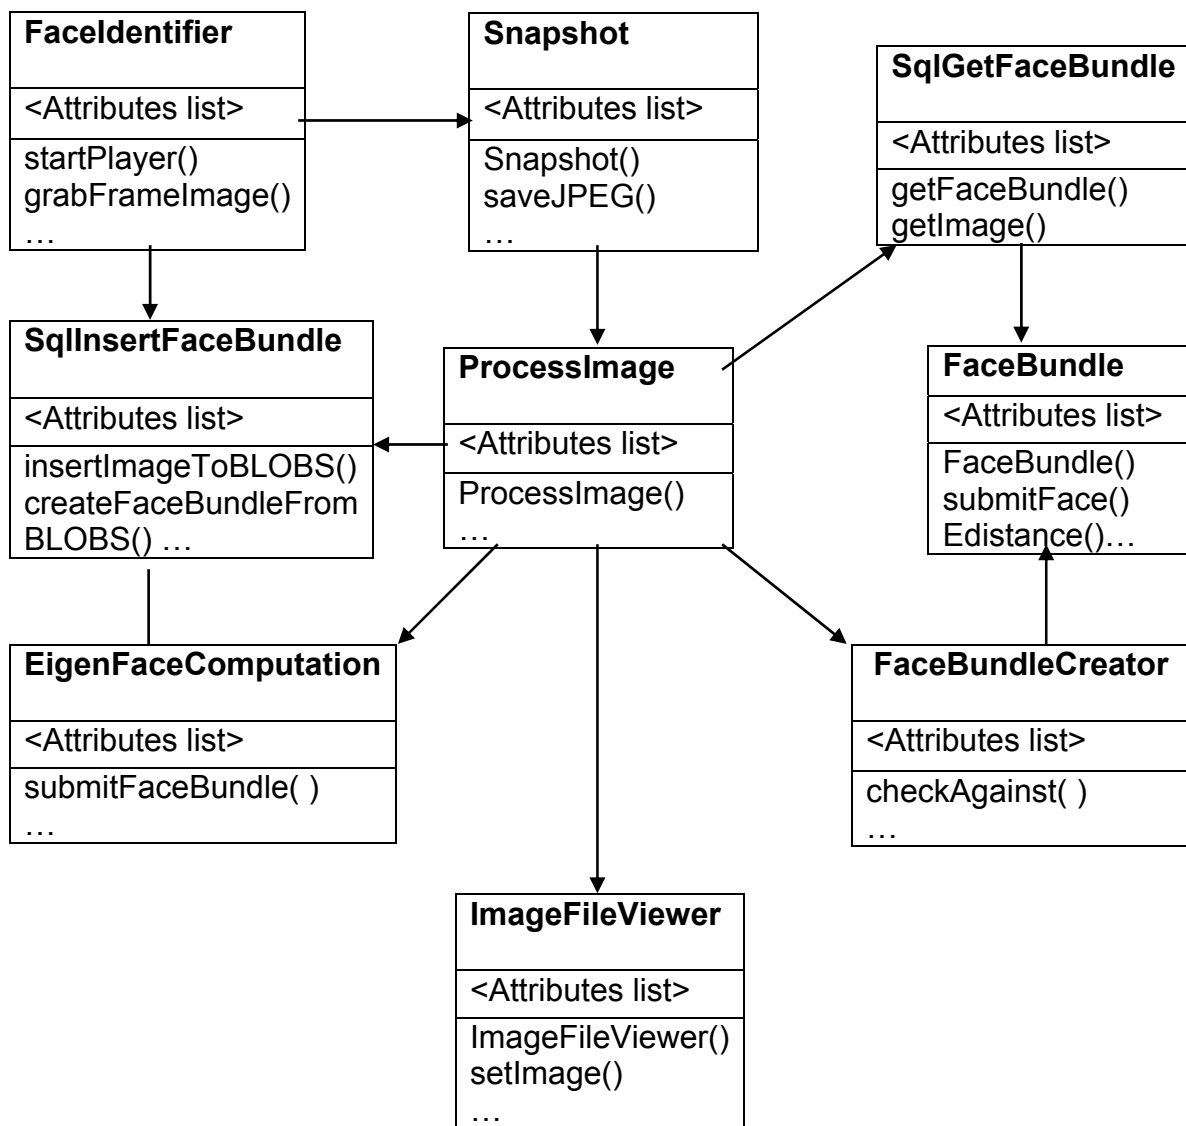 FaceIdentifier
<Attributes list>
startPlayer()
grabFrameImage()
…
Snapshot
<Attributes list>
Snapshot()
saveJPEG()
…
SqlGetFaceBundle
<Attributes list>
getFaceBundle()
getImage()
SqlInsertFaceBundle
<Attributes list>
insertImageToBLOBS()
createFaceBundleFrom
BLOBS() …
ProcessImage
<Attributes list>
ProcessImage()
…
FaceBundle
<Attributes list>
FaceBundle()
submitFace()
Edistance()…
EigenFaceComputation
<Attributes list>
submitFaceBundle( )
…
FaceBundleCreator
<Attributes list>
checkAgainst( )
…
ImageFileViewer
<Attributes list>
ImageFileViewer()
setImage()
…